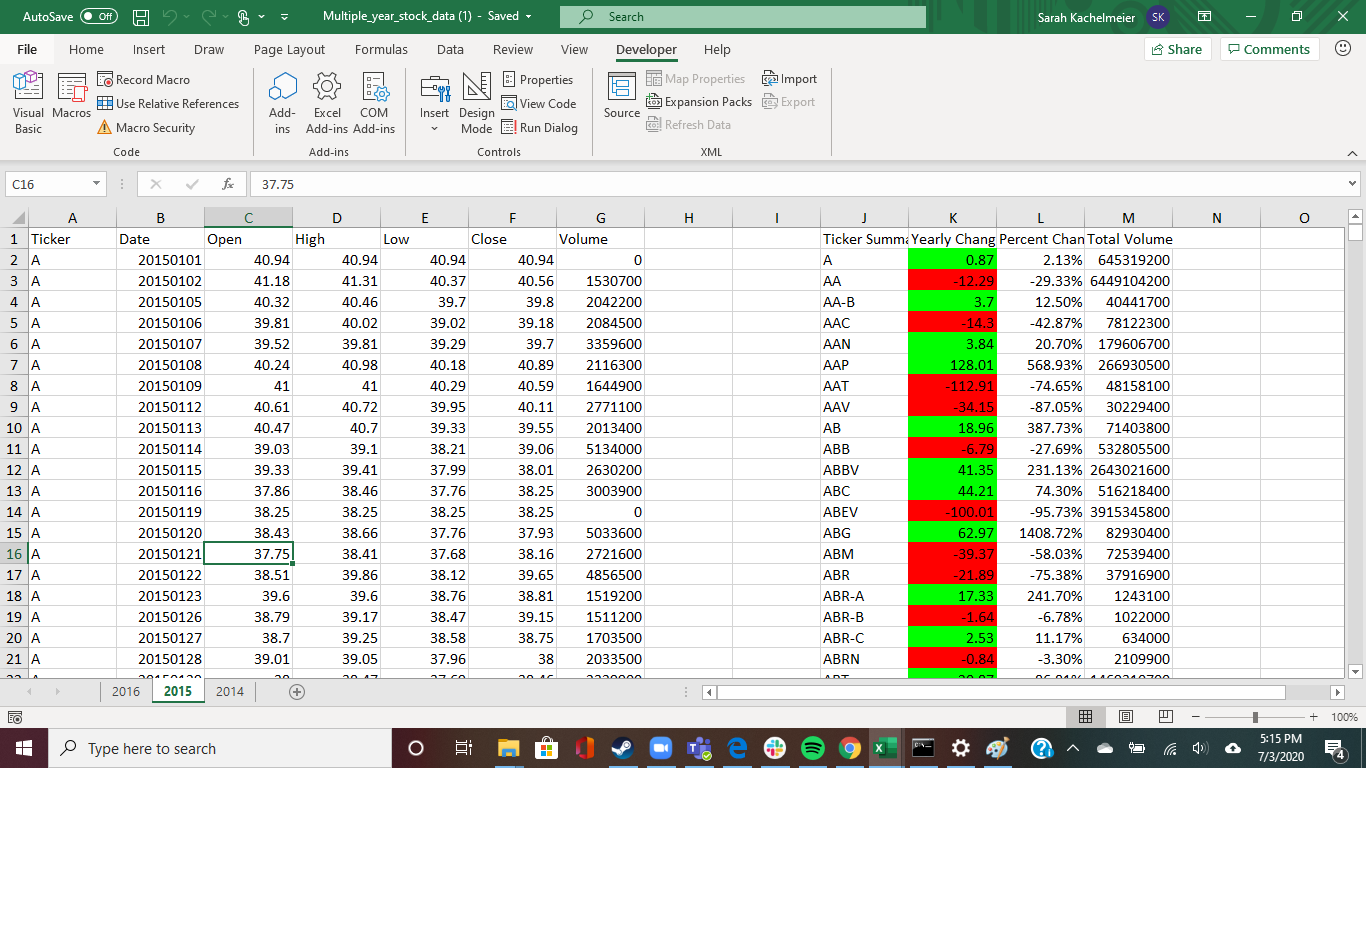 AutoSave Off Multiple_year_stock_data (1) - Saved Search Sarah Kachelmeier SK
File Home Insert Draw Page Layout Formulas Data Review View Developer Help Share Comments
Visual Basic Macros Record Macro Use Relative References Macro Security
Add-ins Excel Add-ins COM Add-ins
Insert Design Mode Properties View Code Run Dialog
Source Map Properties Expansion Packs Refresh Data Import Export
Code Add-ins Controls XML
C16 fx 37.75
A B C D E F G H I J K L M N O
1 Ticker Date Open High Low Close Volume Ticker Summa Yearly Chang Percent Chan Total Volume
2 A 20150101 40.94 40.94 40.94 40.94 0 A 0.87 2.13% 645319200
3 A 20150102 41.18 41.31 40.37 40.56 1530700 AA -12.29 -29.33% 6449104200
4 A 20150105 40.32 40.46 39.7 39.8 2042200 AA-B 3.7 12.50% 40441700
5 A 20150106 39.81 40.02 39.02 39.18 2084500 AAC -14.3 -42.87% 78122300
6 A 20150107 39.52 39.81 39.29 39.7 3359600 AAN 3.84 20.70% 179606700
7 A 20150108 40.24 40.98 40.18 40.89 2116300 AAP 128.01 568.93% 266930500
8 A 20150109 41 41 40.29 40.59 1644900 AAT -112.91 -74.65% 48158100
9 A 20150112 40.61 40.72 39.95 40.11 2771100 AAV -34.15 -87.05% 30229400
10 A 20150113 40.47 40.7 39.33 39.55 2013400 AB 18.96 387.73% 71403800
11 A 20150114 39.03 39.1 38.21 39.06 5134000 ABB -6.79 -27.69% 532805500
12 A 20150115 39.33 39.41 37.99 38.01 2630200 ABBV 41.35 231.13% 2643021600
13 A 20150116 37.86 38.46 37.76 38.25 3003900 ABC 44.21 74.30% 516218400
14 A 20150119 38.25 38.25 38.25 38.25 0 ABEV -100.01 -95.73% 3915345800
15 A 20150120 38.43 38.66 37.76 37.93 5033600 ABG 62.97 1408.72% 82930400
16 A 20150121 37.75 38.41 37.68 38.16 2721600 ABM -39.37 -58.03% 72539400
17 A 20150122 38.51 39.86 38.12 39.65 4856500 ABR -21.89 -75.38% 37916900
18 A 20150123 39.6 39.6 38.76 38.81 1519200 ABR-A 17.33 241.70% 1243100
19 A 20150126 38.79 39.17 38.47 39.15 1511200 ABR-B -1.64 -6.78% 1022000
20 A 20150127 38.7 39.25 38.58 38.75 1703500 ABR-C 2.53 11.17% 634000
21 A 20150128 39.01 39.05 37.96 38 2033500 ABRN -0.84 -3.30% 2109900
2016 2015 2014
100%
Type here to search 5:15 PM
7/3/2020 4